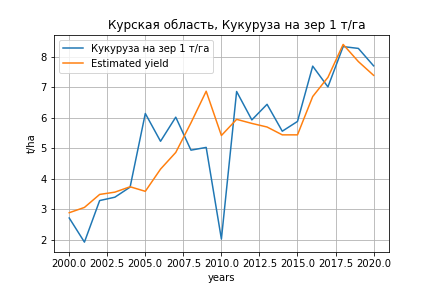 Курская область, Кукуруза на зер 1 т/га
Кукуруза на зер 1 т/га
Estimated yield
8
7
6
5
4
3
2
t/ha
2000.0 2002.5 2005.0 2007.5 2010.0 2012.5 2015.0 2017.5 2020.0
years